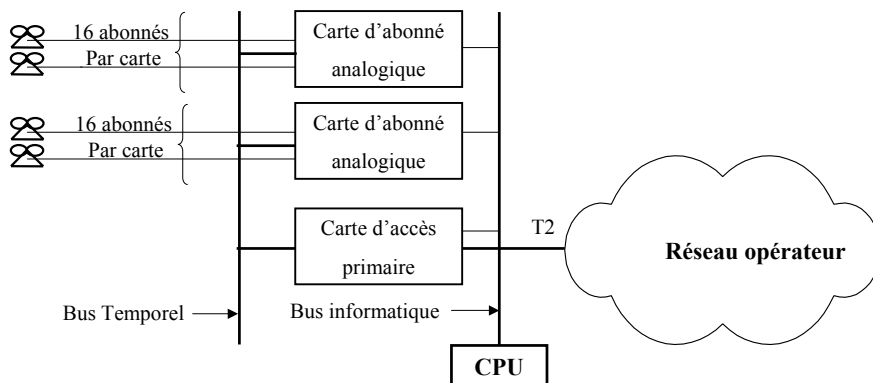 16 abonnés
Par carte
Carte d’abonné
analogique
16 abonnés
Par carte
Carte d’abonné
analogique
Carte d’accès
primaire
T2
Réseau opérateur
Bus Temporel
Bus informatique
CPU